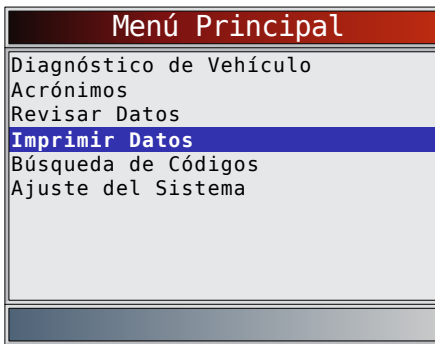 Menú Principal
Diagnóstico de Vehículo
Acrónimos
Revisar Datos
Imprimir Datos
Búsqueda de Códigos
Ajuste del Sistema